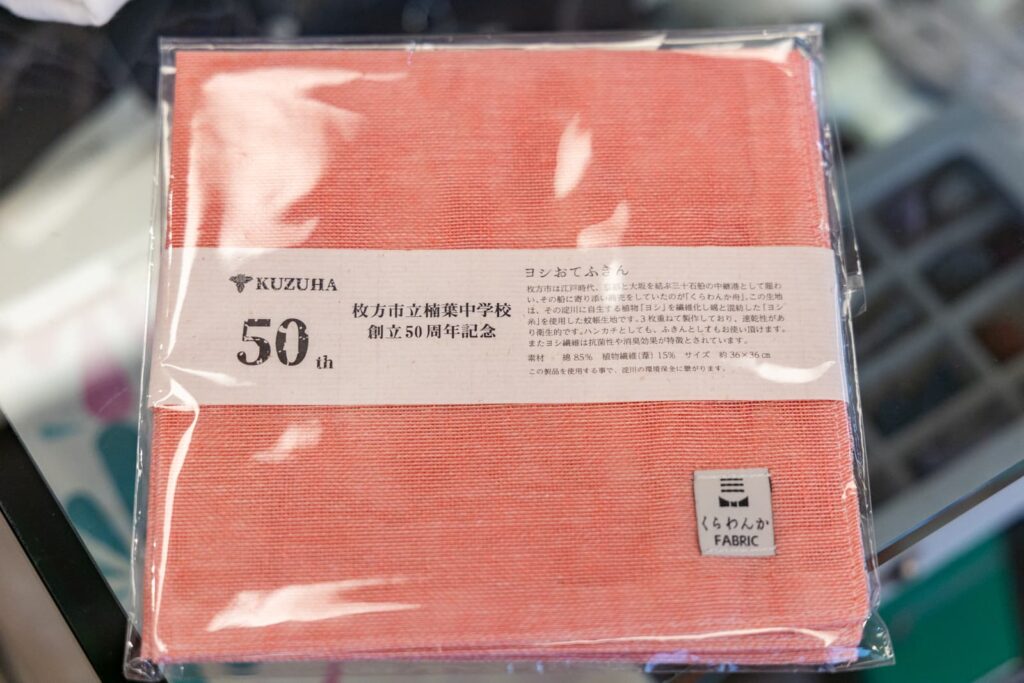 KUZUHA
50th
枚方市立樟葉中学校
創立50周年記念
ヨシおてふきん
枚方市は江戸時代、京都と大阪を結ぶ三十石船の中継港として賑わ
い、その船に寄り添い商売をしていたのが「くらわんか舟」。この生地
は、その淀川に自生する植物「ヨシ」を繊維化し綿と混紡した「ヨシ
糸」を使用した蚊帳生地です。3枚重ねて製作しており、速乾性があ
り衛生的です。ハンカチとしても、ふきんとしてもお使い頂けます。
またヨシ繊維は抗菌性や消臭効果が特徴とされています。
素材 綿85% 植物繊維(葦)15% サイズ 約36×36㎝
この製品を使用する事で、淀川の環境保全に繋がります。
くらわんか
FABRIC